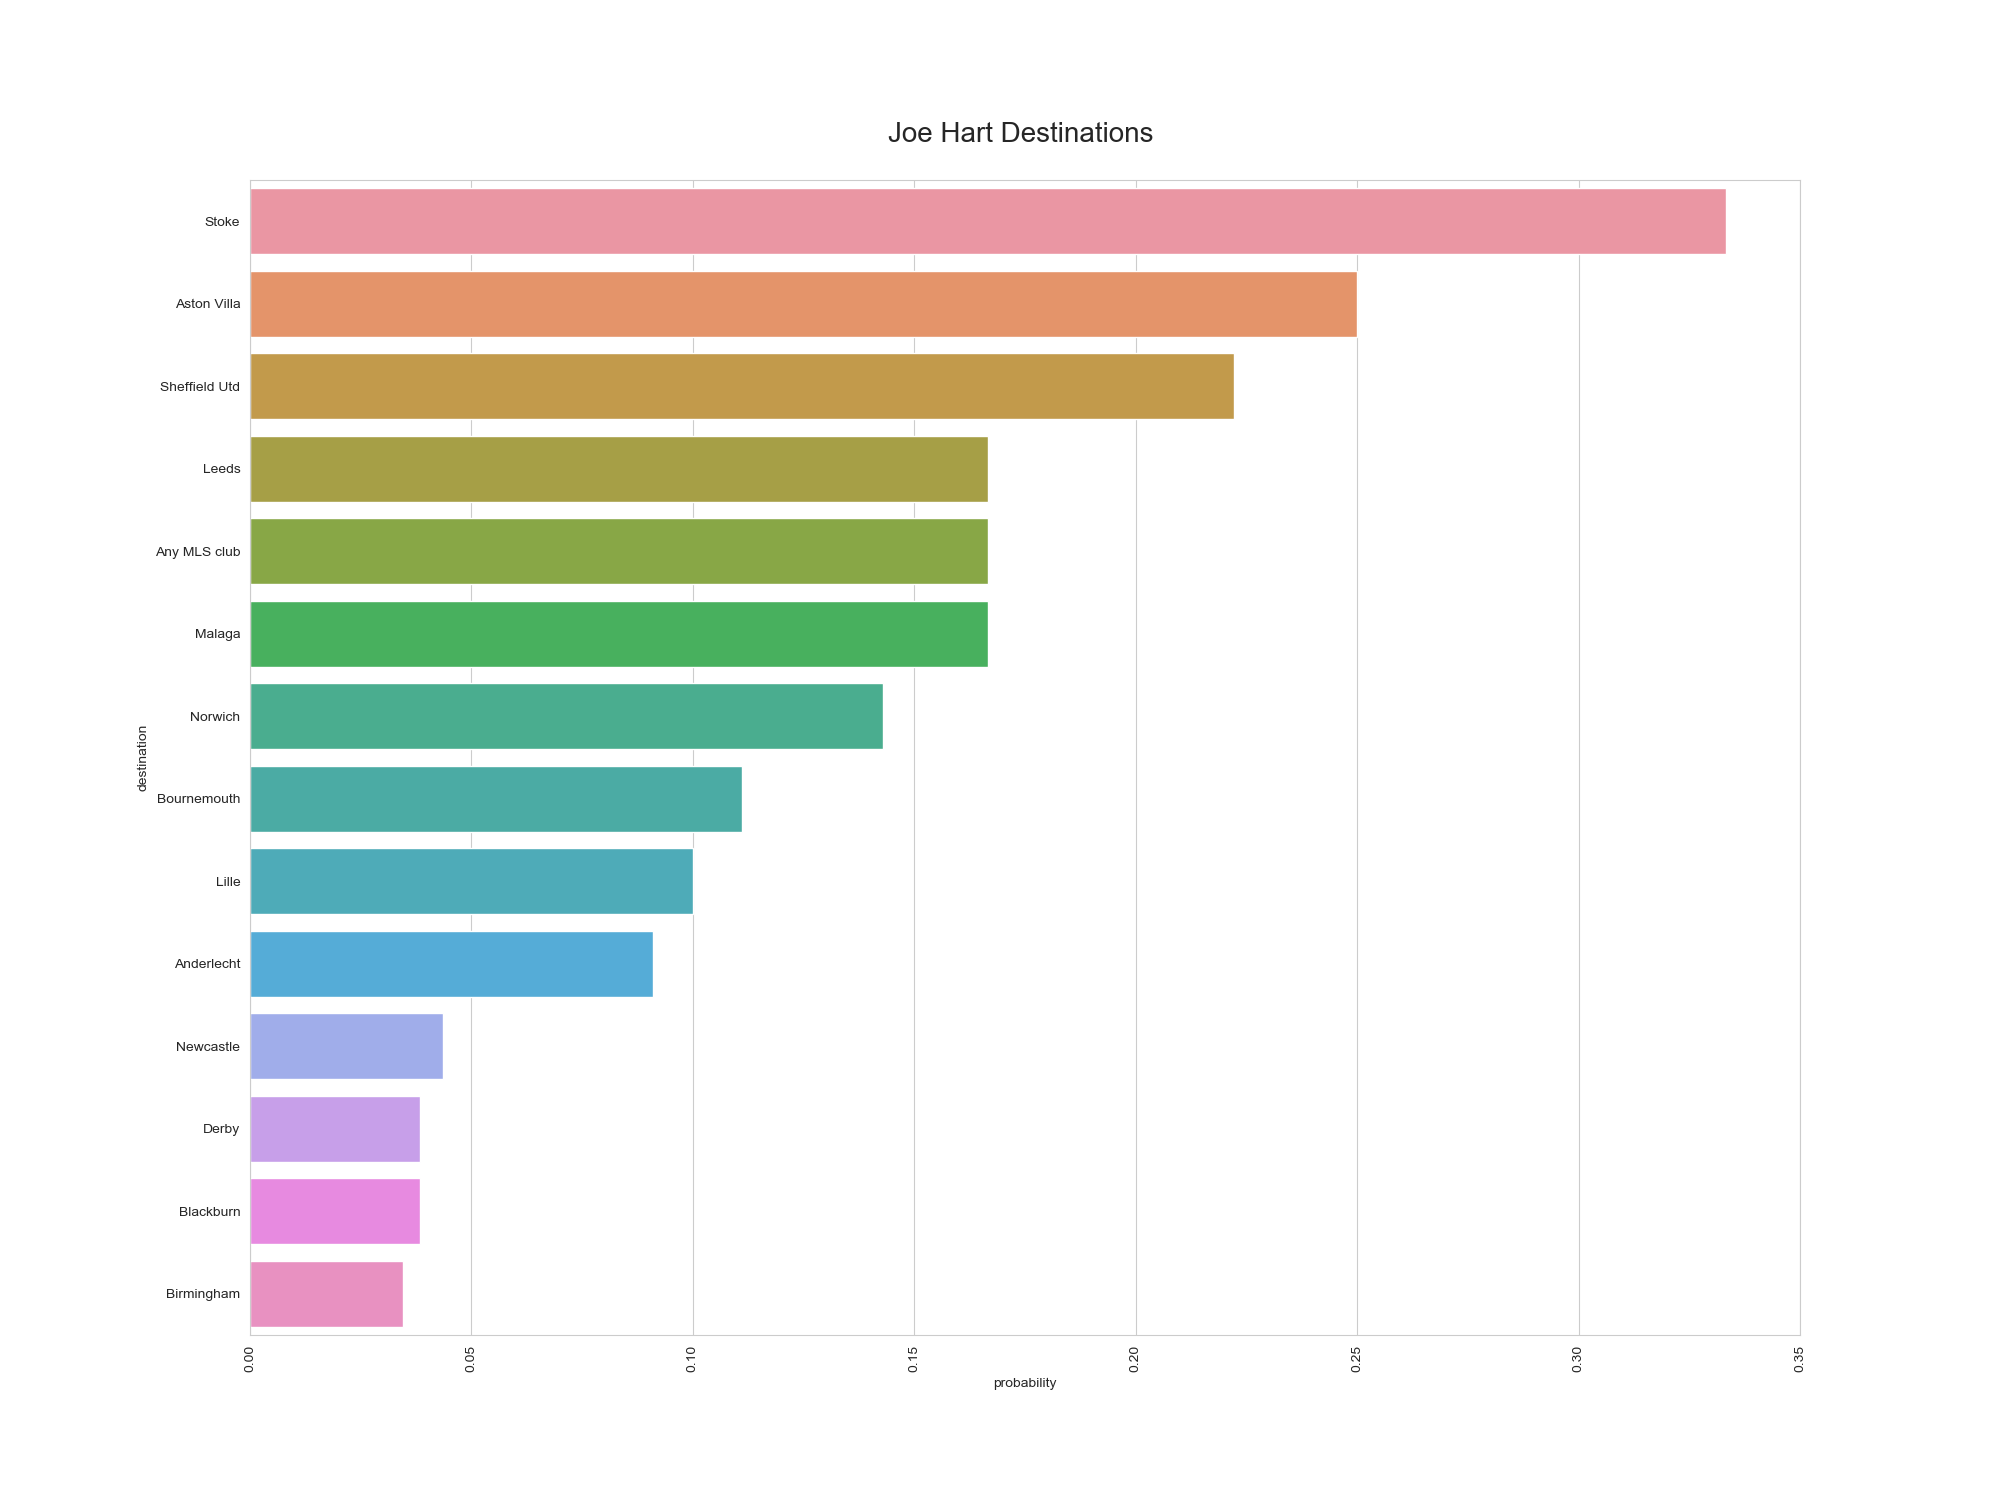 Joe Hart Destinations
Stoke
Aston Villa
Sheffield Utd
Leeds
Any MLS club
Malaga
Norwich
destination
Bournemouth
Lille
Anderlecht
Newcastle
Derby
Blackburn
Birmingham
0.00 0.05 0.10 0.15 0.20 0.25 0.30 0.35
probability